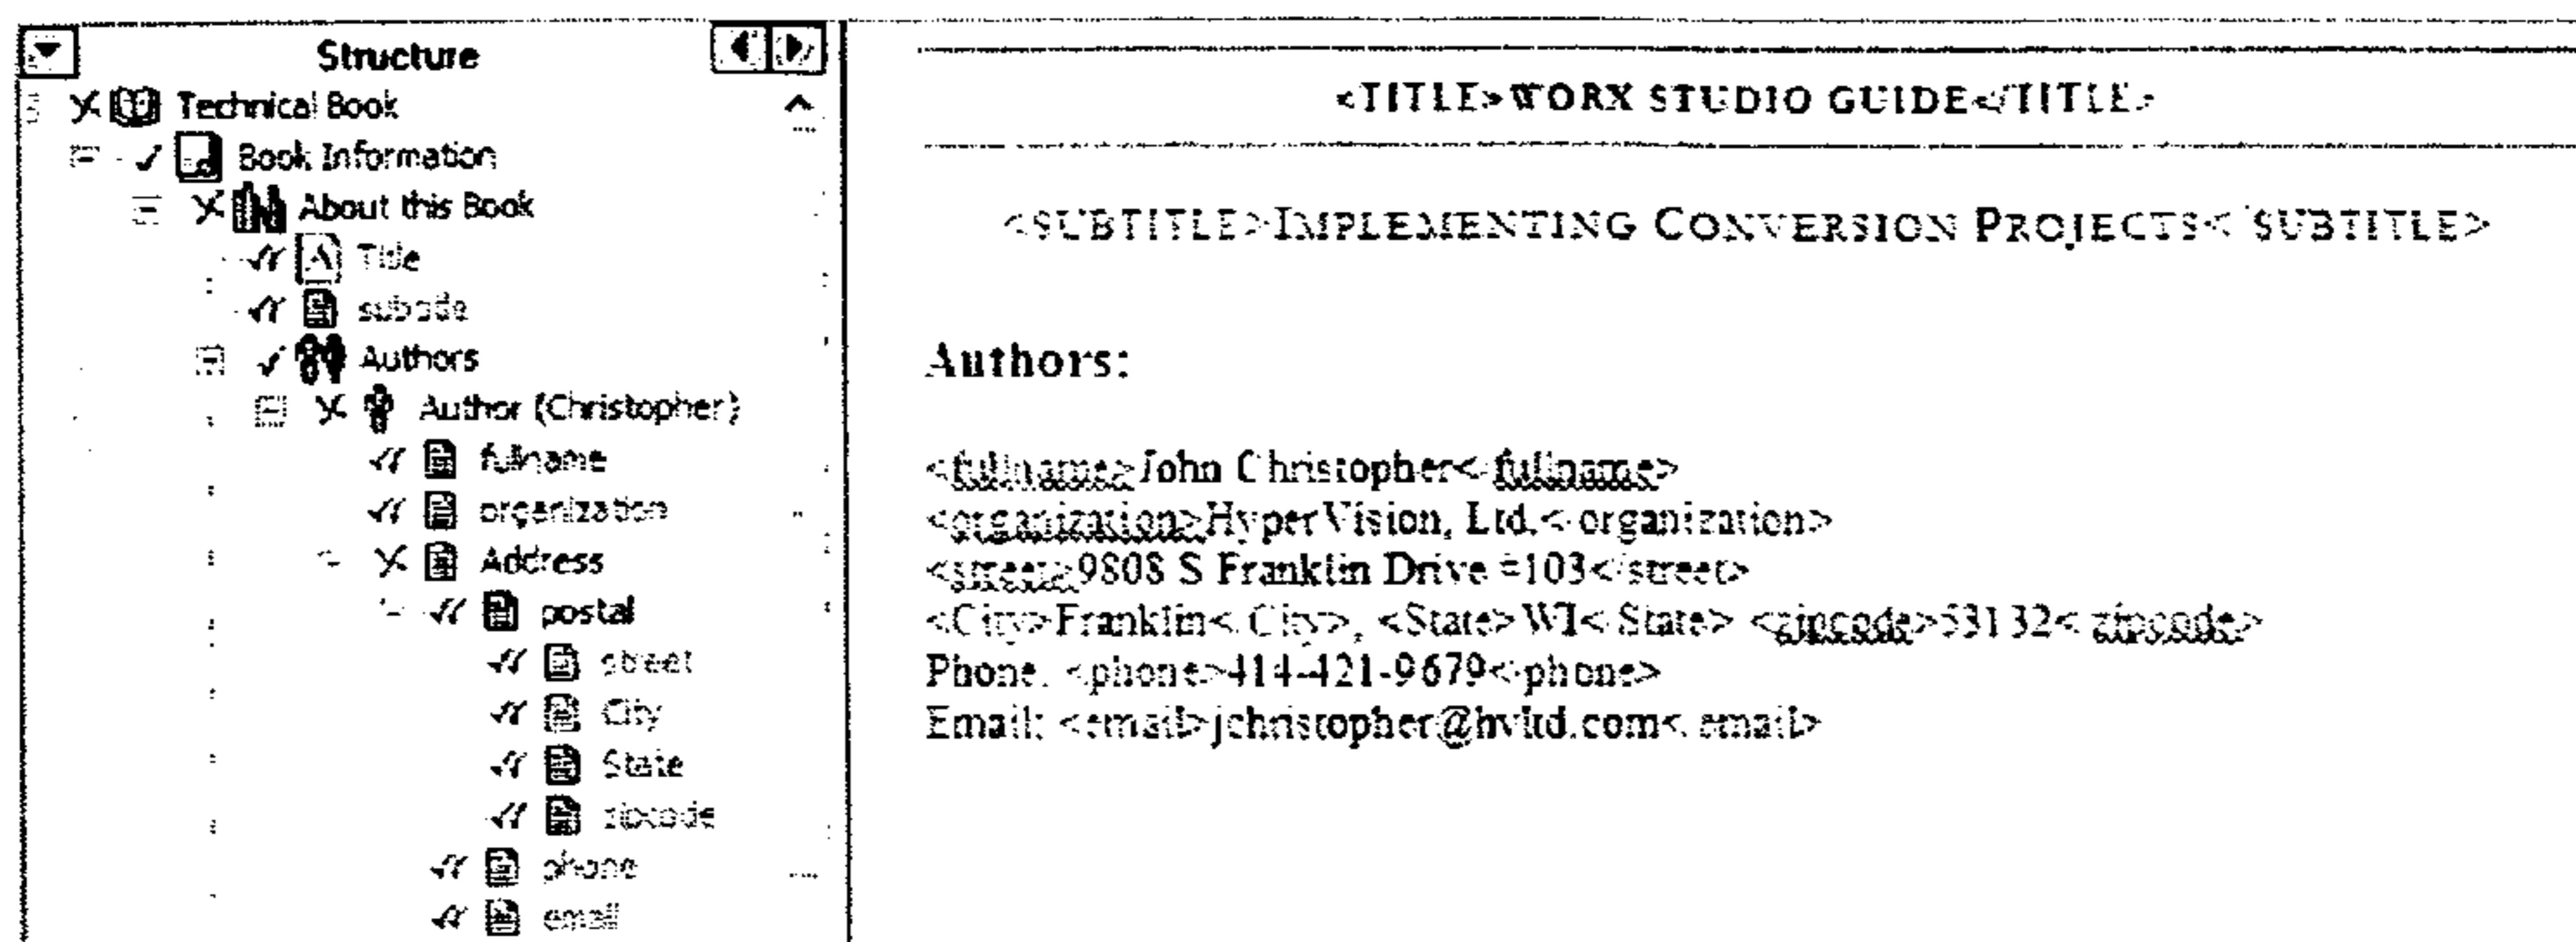 Structure
Technical Book
Book Information
About this Book
Title
subtitle
Authors
Author (Christopher)
fullname
organization
Address
postal
street
City
State
zipcode
phone
email
<TITLE>WORX STUDIO GUIDE</TITLE>
<SUBTITLE>IMPLEMENTING CONVERSION PROJECTS</SUBTITLE>
Authors:
<fullname>John Christopher</fullname>
<organization>HyperVision, Ltd.</organization>
<street>9808 S Franklin Drive #103</street>
<City>Franklin</City>, <State>WI</State> <zipcode>53132</zipcode>
Phone: <phone>414-421-9679</phone>
Email: <email>jchristopher@hvltd.com</email>